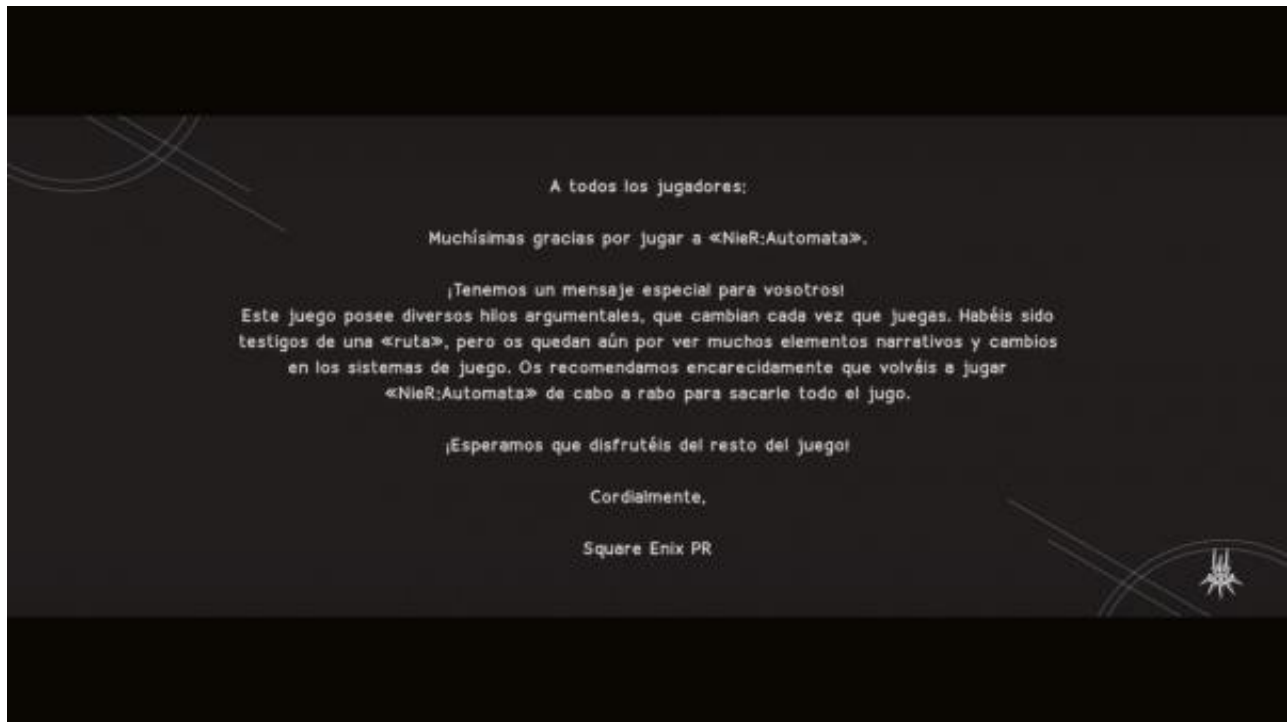 A todos los jugadores:
Muchísimas gracias por jugar a «NieR:Automata».
¡Tenemos un mensaje especial para vosotros!
Este juego posee diversos hilos argumentales, que cambian cada vez que juegas. Habéis sido
testigos de una «ruta», pero os quedan aún por ver muchos elementos narrativos y cambios
en los sistemas de juego. Os recomendamos encarecidamente que volváis a jugar
«NieR:Automata» de cabo a rabo para sacarle todo el jugo.
¡Esperamos que disfrutéis del resto del juego!
Cordialmente,
Square Enix PR